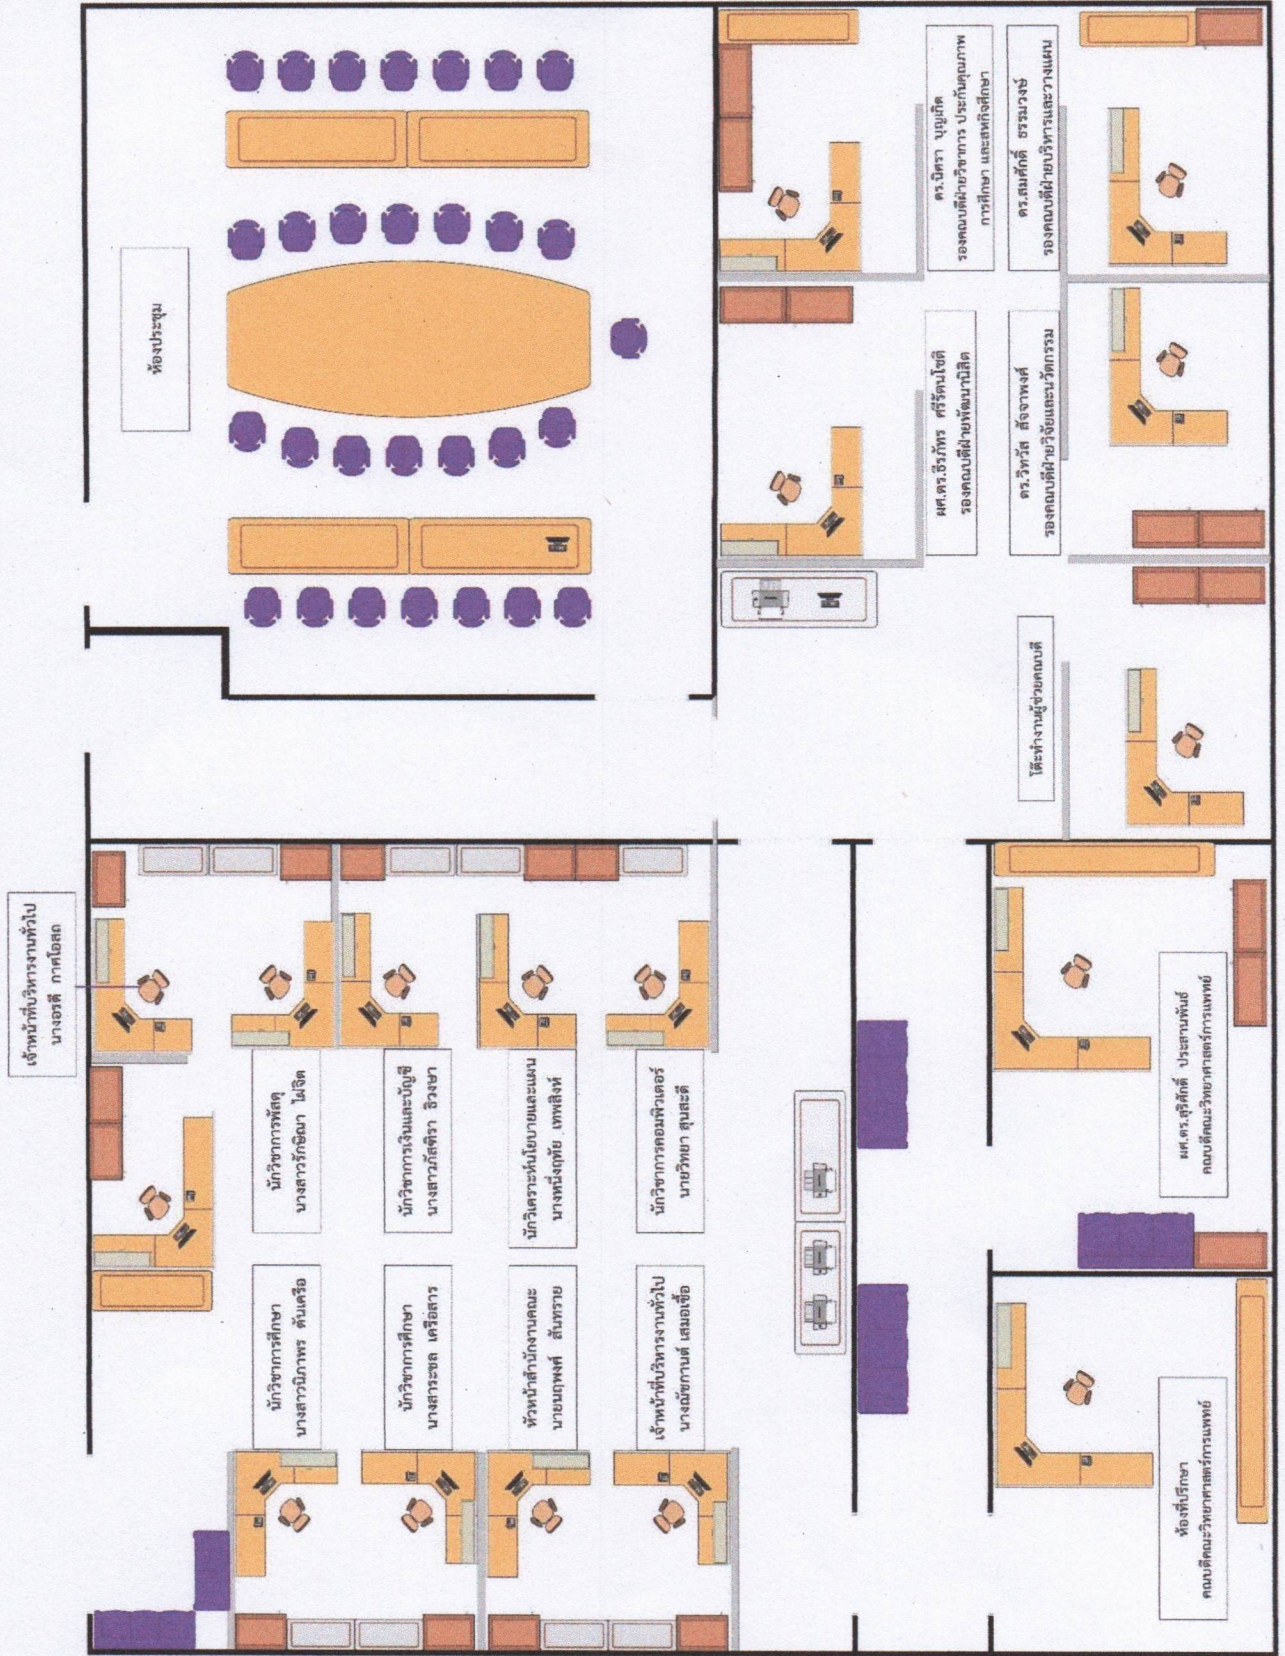 ห้องประชุม
ดร.นิศรา บุญเกิด
รองคณบดีฝ่ายวิชาการ ประกันคุณภาพ
การศึกษา และสหกิจศึกษา
ดร.สมศักดิ์ ธรรมวงษ์
รองคณบดีฝ่ายบริหารและวางแผน
ผศ.ดร.ธีรภัทร ศรีรัตนโชติ
รองคณบดีฝ่ายพัฒนานิสิต
ดร.วิทวัส สัจจาพงศ์
รองคณบดีฝ่ายวิจัยและนวัตกรรม
โต๊ะทำงานผู้ช่วยคณบดี
เจ้าหน้าที่บริหารงานทั่วไป
นางอรดี กาศโอสถ
นักวิชาการพัสดุ
นางสาวรักษิณา ไผ่จิต
นักวิชาการเงินและบัญชี
นางสาวภัสฑิรา ธิวงษา
นักวิเคราะห์นโยบายและแผน
นางหนึ่งฤทัย เทพสิงห์
นักวิชาการคอมพิวเตอร์
นายวิทยา สุนสะดี
นักวิชาการศึกษา
นางสาวนิภาพร ต้นเครือ
นักวิชาการศึกษา
นางสาระชล เครือสาร
หัวหน้าสำนักงานคณะ
นายนฤพงศ์ สันทราย
เจ้าหน้าที่บริหารงานทั่วไป
นางณัชกานต์ เสมอเชื้อ
ผศ.ดร.สุริศักดิ์ ประสานพันธ์
คณบดีคณะวิทยาศาสตร์การแพทย์
ห้องที่ปรึกษา
คณบดีคณะวิทยาศาสตร์การแพทย์